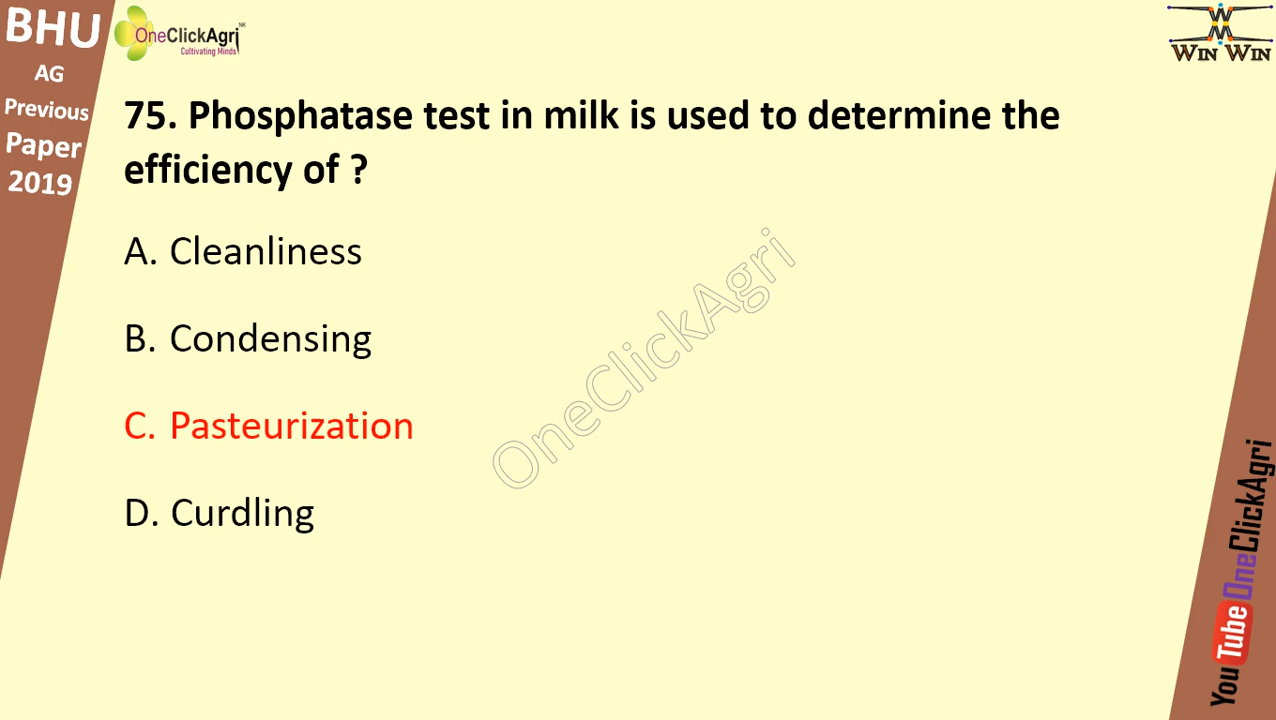 BHU
AG
Previous
Paper
2019
OneClickAgri NK
Cultivating Minds
WIN WIN
75. Phosphatase test in milk is used to determine the
efficiency of ?
A. Cleanliness
B. Condensing
C. Pasteurization
D. Curdling
OneClickAgri
YouTube OneClickAgri